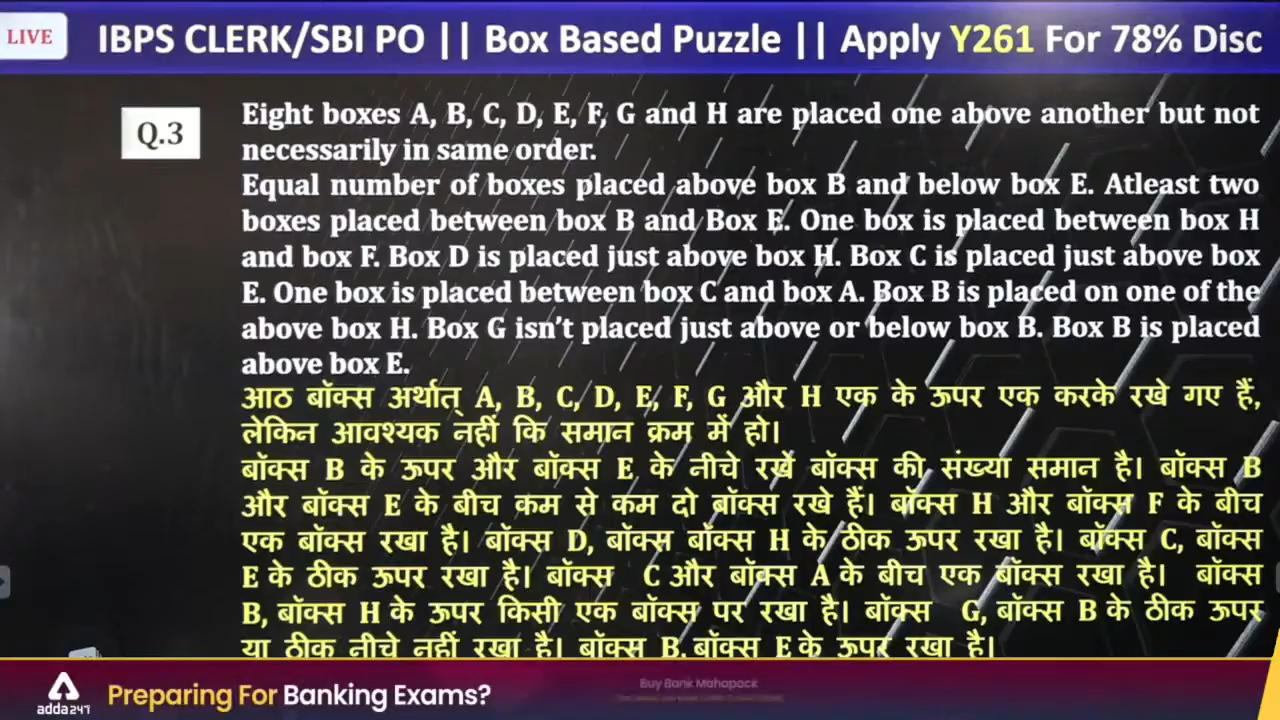 LIVE
IBPS CLERK/SBI PO || Box Based Puzzle || Apply Y261 For 78% Disc
Q.3
Eight boxes A, B, C, D, E, F, G and H are placed one above another but not
necessarily in same order.
Equal number of boxes placed above box B and below box E. Atleast two
boxes placed between box B and Box E. One box is placed between box H
and box F. Box D is placed just above box H. Box C is placed just above box
E. One box is placed between box C and box A. Box B is placed on one of the
above box H. Box G isn't placed just above or below box B. Box B is placed
above box E.
आठ बॉक्स अर्थात् A, B, C, D, E, F, G और H एक के ऊपर एक करके रखे गए हैं,
लेकिन आवश्यक नहीं कि समान क्रम में हो।
बॉक्स B के ऊपर और बॉक्स E के नीचे रखें बॉक्स की संख्या समान है। बॉक्स B
और बॉक्स E के बीच कम से कम दो बॉक्स रखे हैं। बॉक्स H और बॉक्स F के बीच
एक बॉक्स रखा है। बॉक्स D, बॉक्स बॉक्स H के ठीक ऊपर रखा है। बॉक्स C, बॉक्स
E के ठीक ऊपर रखा है। बॉक्स C और बॉक्स A के बीच एक बॉक्स रखा है। बॉक्स
B, बॉक्स H के ऊपर किसी एक बॉक्स पर रखा है। बॉक्स G, बॉक्स B के ठीक ऊपर
या ठीक नीचे नहीं रखा है। बॉक्स B, बॉक्स E के ऊपर रखा है।
adda247
Preparing For Banking Exams?
Buy Bank Mahapack